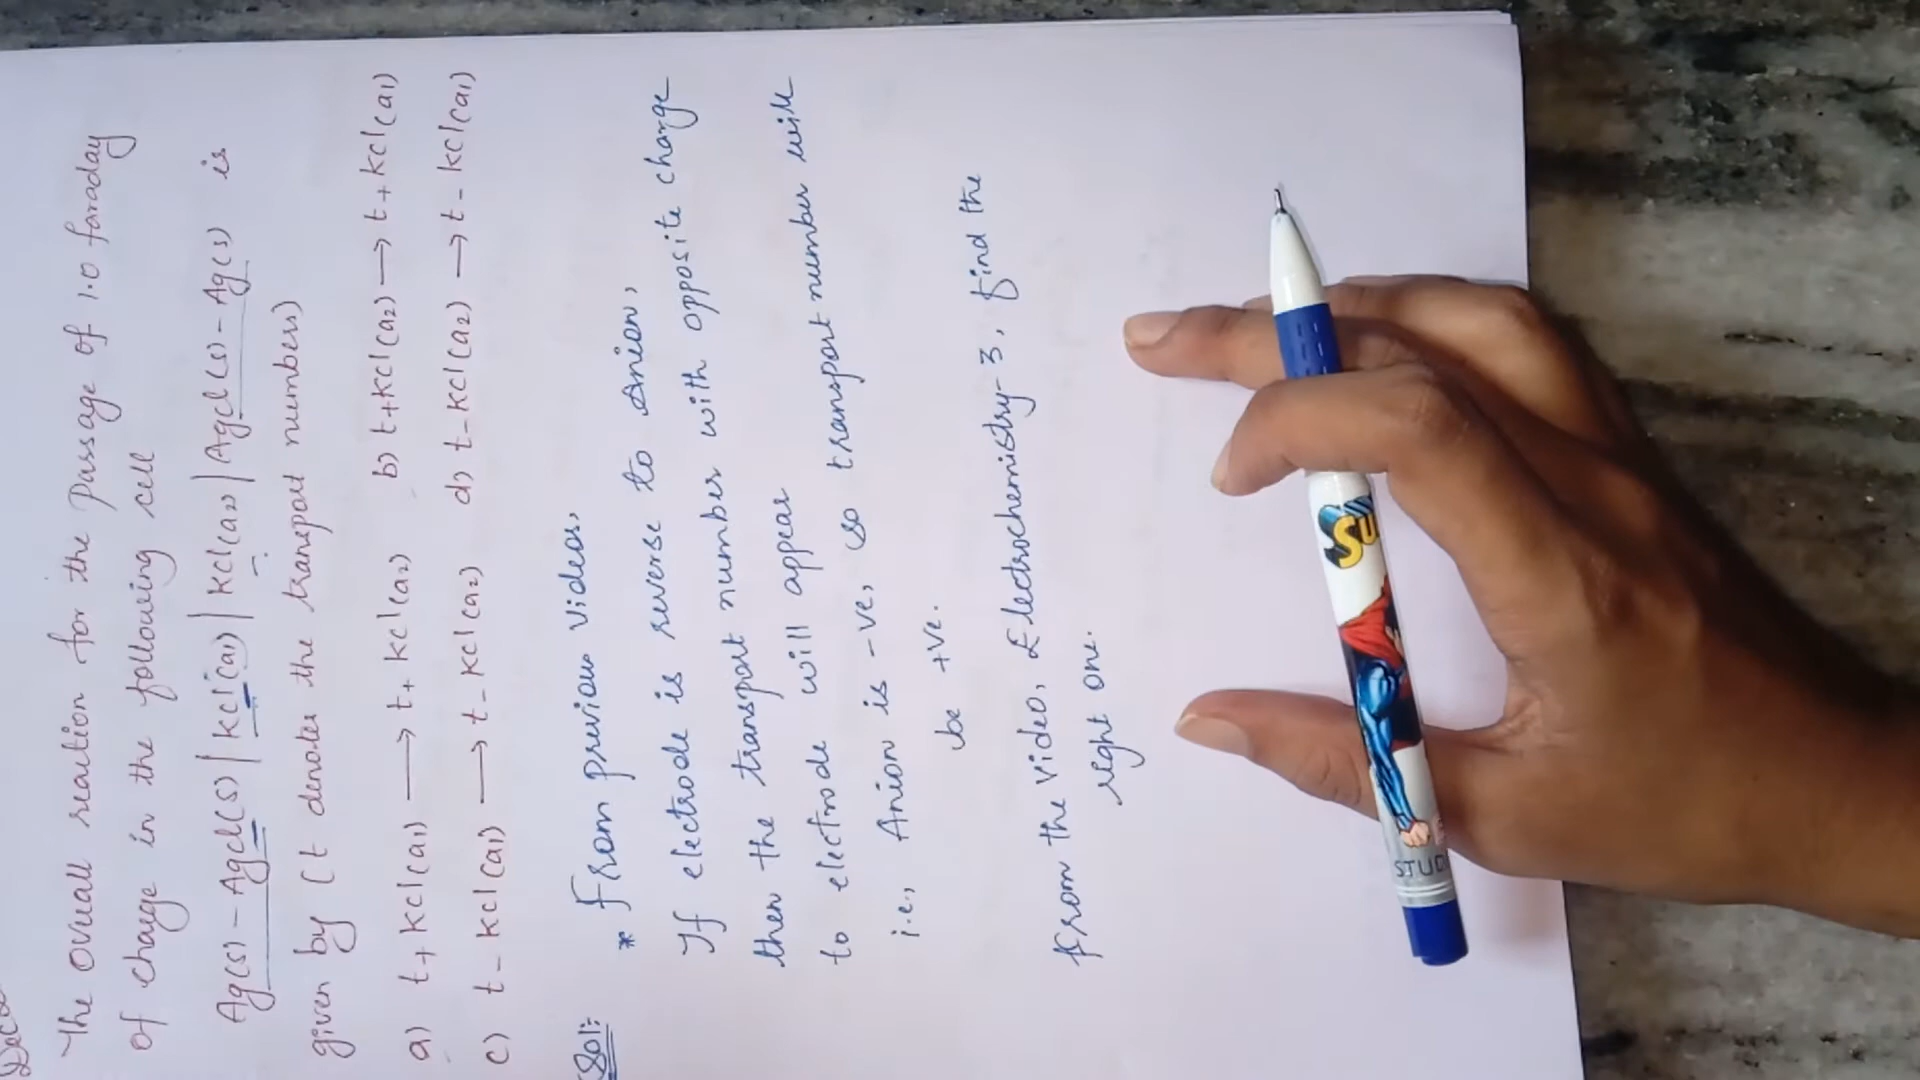 The overall reaction for the passage of 1.0 faraday
of charge in the following cell
Ag(s) - Agcl(s) | kcl(a1) | kcl(a2) | Agcl(s) - Ag(s) is
given by (t denotes the transport numbers)
a) t+ kcl(a1) → t+ kcl(a2) b) t+kcl(a2) → t+ kcl(a1)
c) t- kcl(a1) → t- kcl(a2) d) t- kcl(a2) → t- kcl(a1)
Sol:
* From previous videos,
If electrode is reverse to Anion,
then the transport number with opposite charge
to electrode will appear
i.e, Anion is -ve, so transport number will
be +ve.
From the video, Electrochemistry-3, find the
right one.
SU
STUD